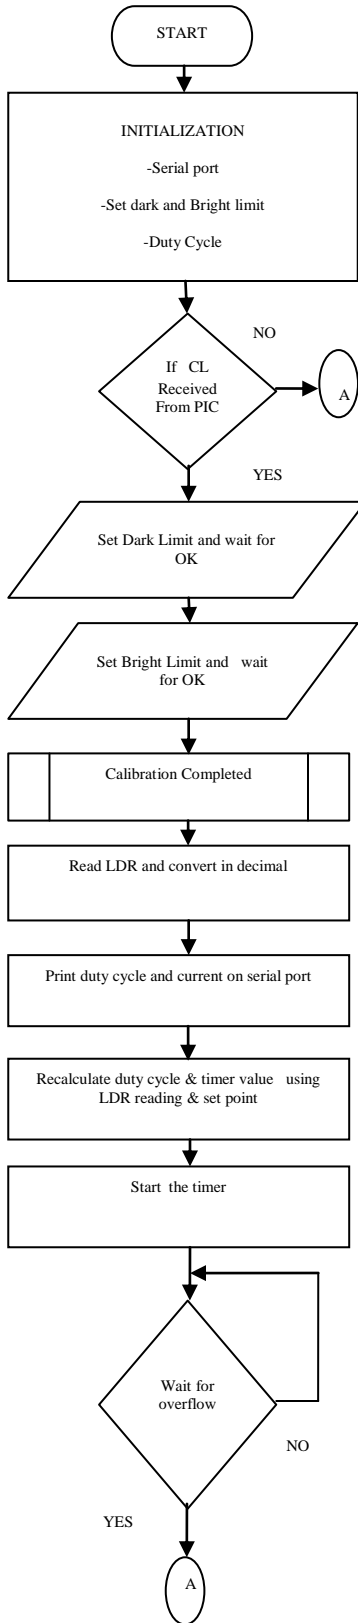 START
INITIALIZATION
-Serial port
-Set dark and Bright limit
-Duty Cycle
NO
If CL
Received
From PIC
A
YES
Set Dark Limit and wait for
OK
Set Bright Limit and wait
for OK
Calibration Completed
Read LDR and convert in decimal
Print duty cycle and current on serial port
Recalculate duty cycle & timer value using
LDR reading & set point
Start the timer
Wait for
overflow
NO
YES
A